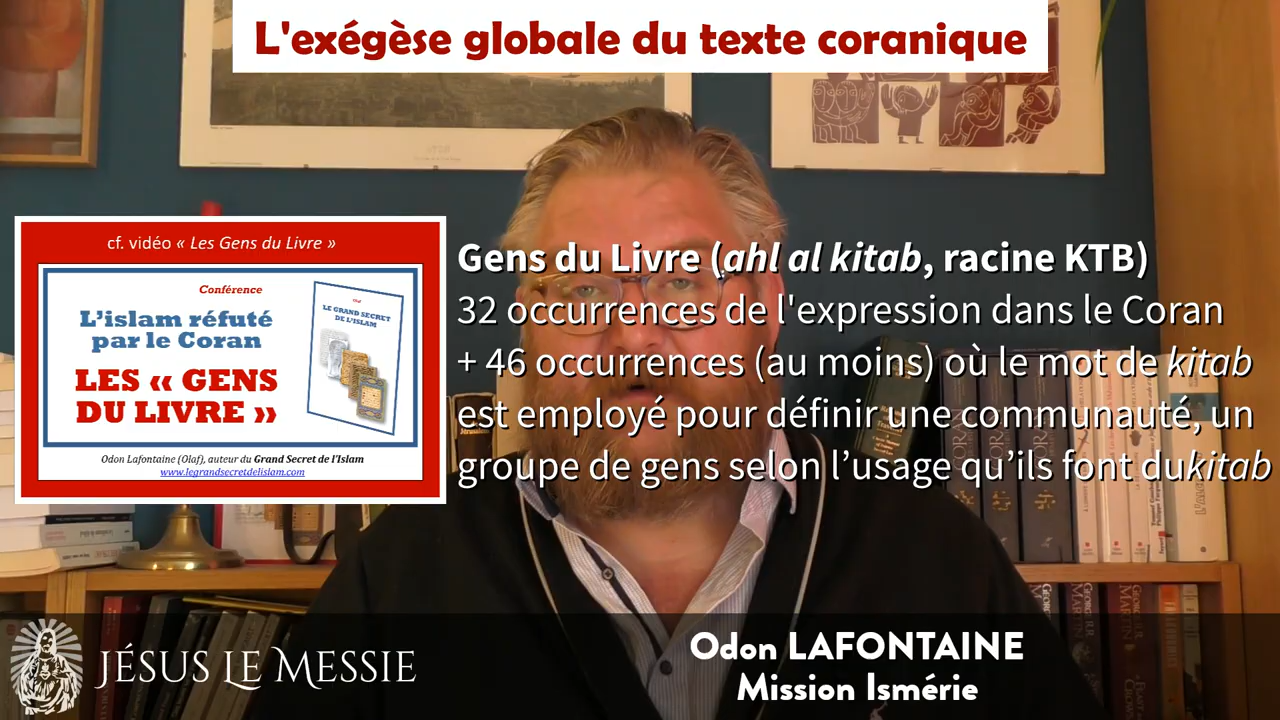 L'exégèse globale du texte coranique
cf. vidéo « Les Gens du Livre »
Conférence
L'islam réfuté
par le Coran
LES « GENS
DU LIVRE »
LE GRAND SECRET
DE L'ISLAM
Odon Lafontaine (Olaf), auteur du Grand Secret de l'Islam
www.legrandsecretdelislam.com
Gens du Livre (ahl al kitab, racine KTB)
32 occurrences de l'expression dans le Coran
+ 46 occurrences (au moins) où le mot de kitab
est employé pour définir une communauté, un
groupe de gens selon l’usage qu’ils font dukitab
JÉSUS LE MESSIE
Odon LAFONTAINE
Mission Ismérie